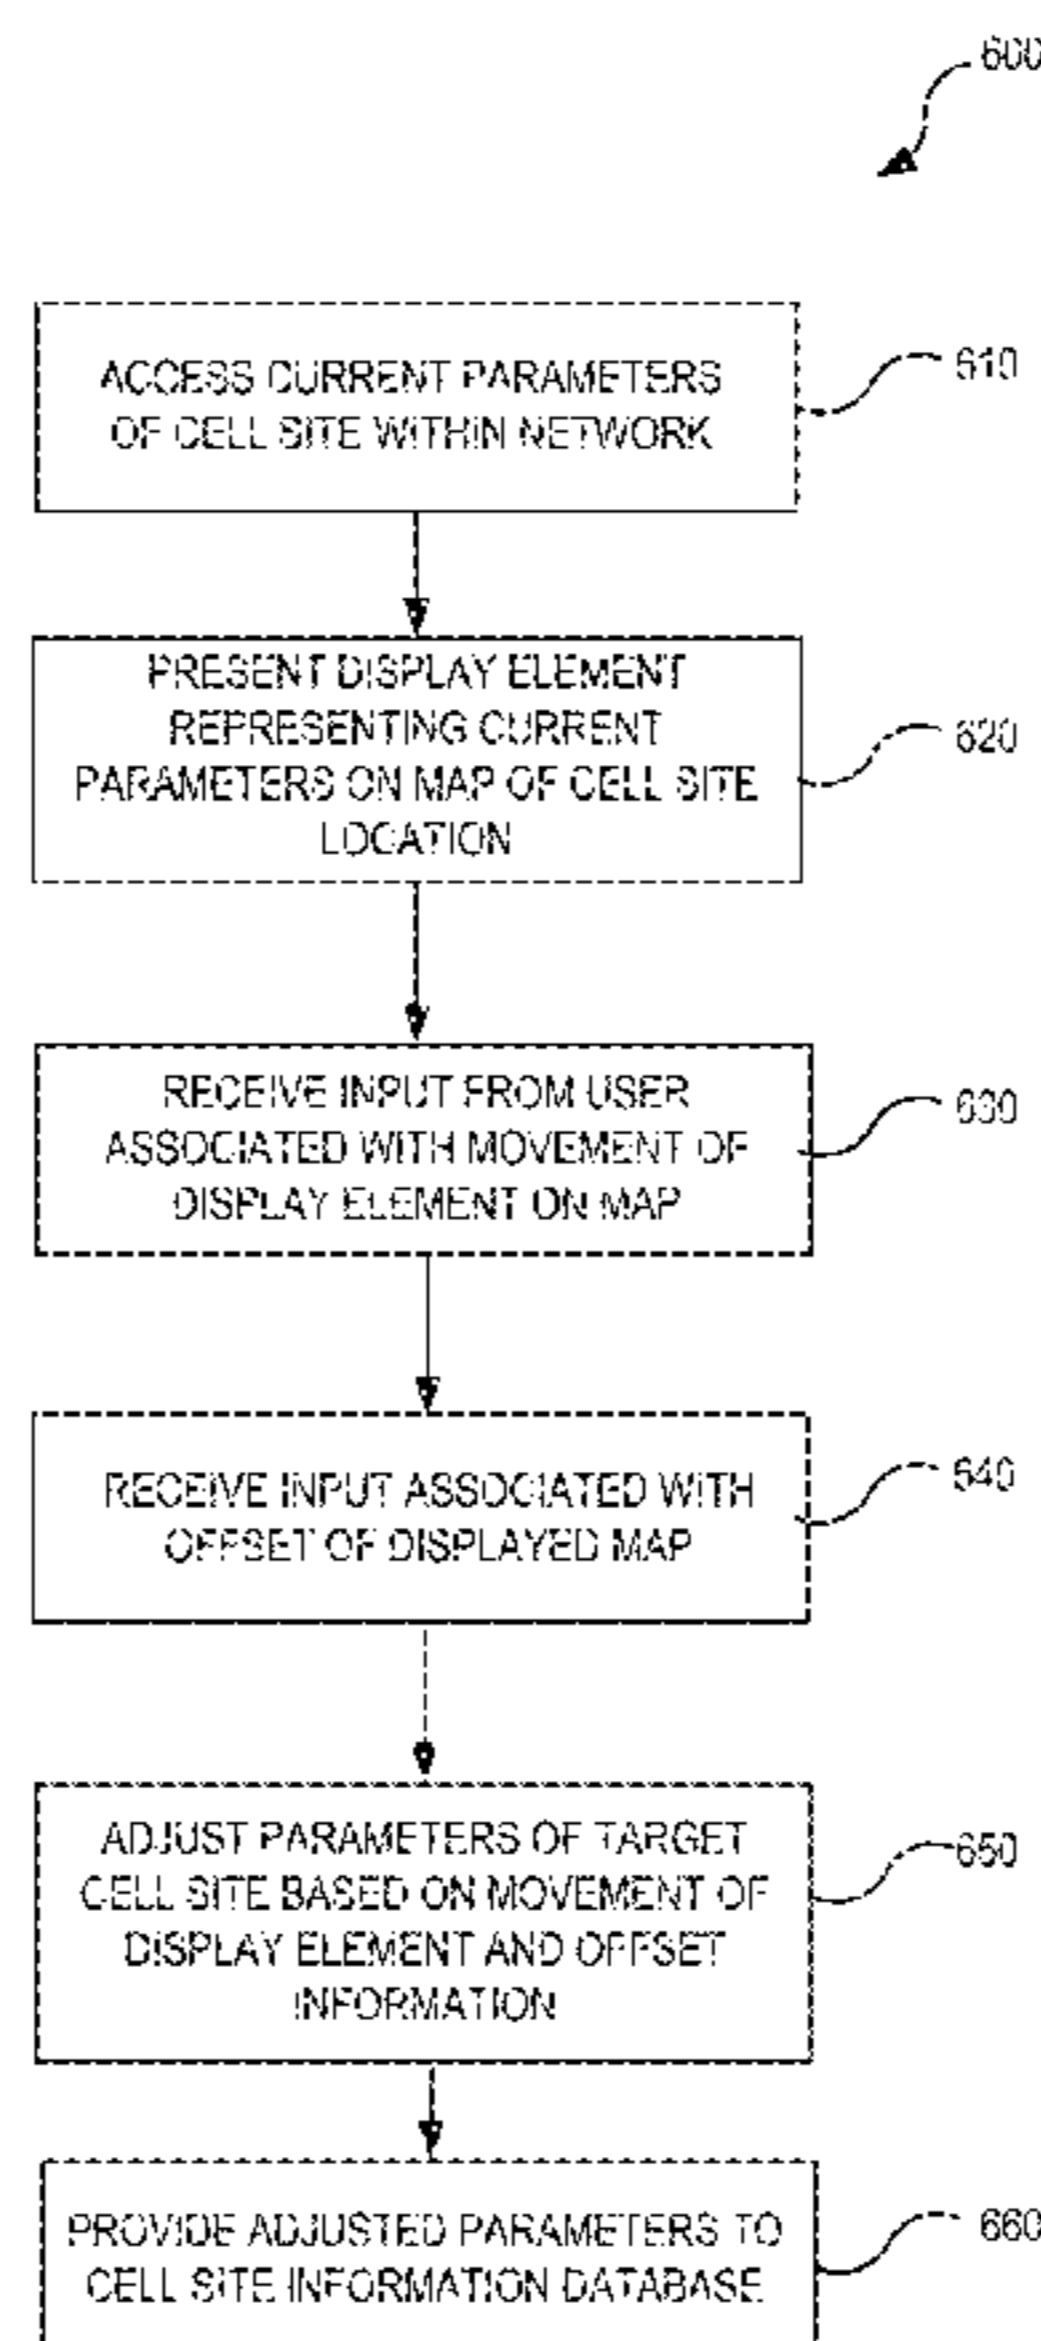 600
ACCESS CURRENT PARAMETERS
OF CELL SITE WITHIN NETWORK
610
PRESENT DISPLAY ELEMENT
REPRESENTING CURRENT
PARAMETERS ON MAP OF CELL SITE
LOCATION
620
RECEIVE INPUT FROM USER
ASSOCIATED WITH MOVEMENT OF
DISPLAY ELEMENT ON MAP
630
RECEIVE INPUT ASSOCIATED WITH
OFFSET OF DISPLAYED MAP
640
ADJUST PARAMETERS OF TARGET
CELL SITE BASED ON MOVEMENT OF
DISPLAY ELEMENT AND OFFSET
INFORMATION
650
PROVIDE ADJUSTED PARAMETERS TO
CELL SITE INFORMATION DATABASE
660